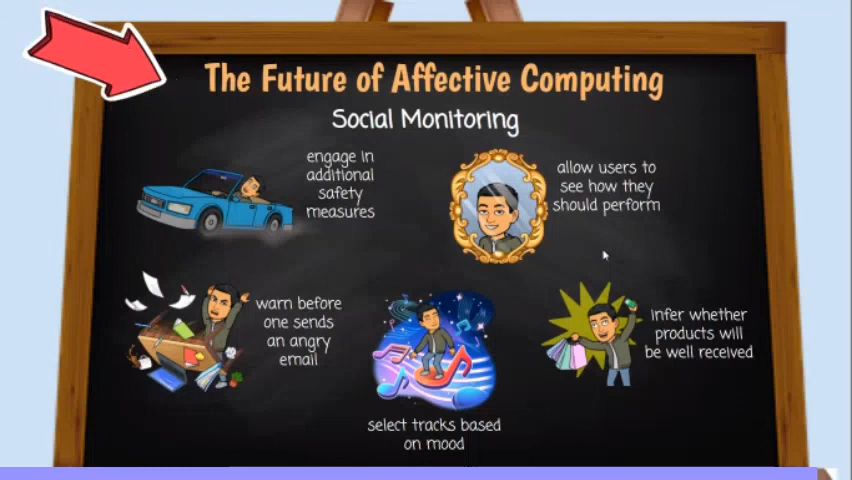 The Future of Affective Computing
Social Monitoring
engage in
additional
safety
measures
allow users to
see how they
should perform
warn before
one sends
an angry
email
select tracks based
on mood
infer whether
products will
be well received